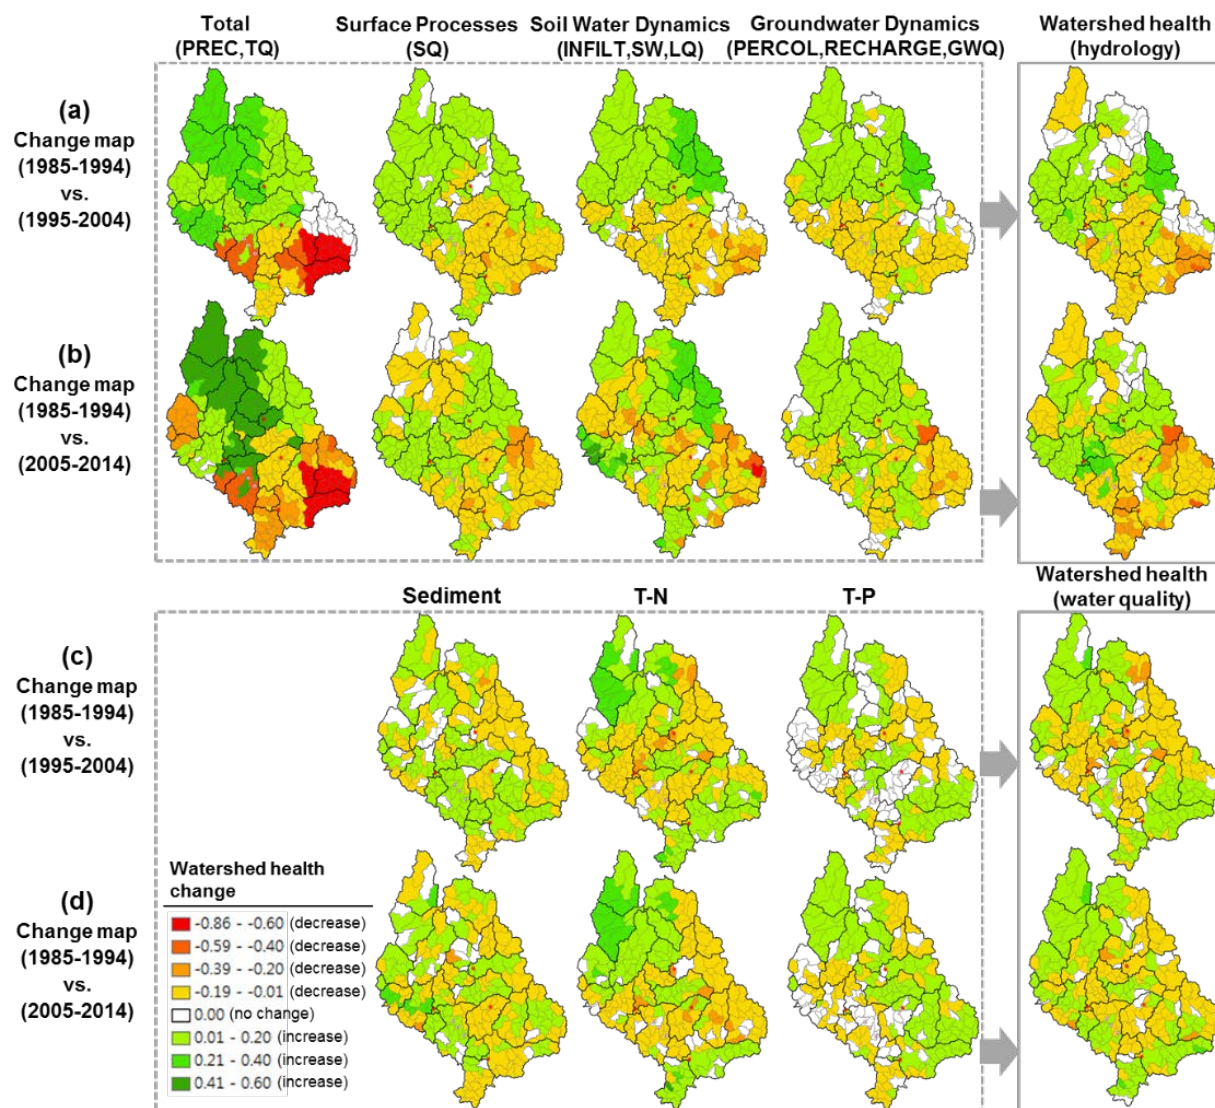 Total
(PREC,TQ)
Surface Processes
(SQ)
Soil Water Dynamics
(INFILT,SW,LQ)
Groundwater Dynamics
(PERCOL,RECHARGE,GWQ)
Watershed health
(hydrology)
(a)
Change map
(1985-1994)
vs.
(1995-2004)
(b)
Change map
(1985-1994)
vs.
(2005-2014)
Sediment
T-N
T-P
Watershed health
(water quality)
(c)
Change map
(1985-1994)
vs.
(1995-2004)
(d)
Change map
(1985-1994)
vs.
(2005-2014)
Watershed health
change
-0.86 - -0.60 (decrease)
-0.59 - -0.40 (decrease)
-0.39 - -0.20 (decrease)
-0.19 - -0.01 (decrease)
0.00 (no change)
0.01 - 0.20 (increase)
0.21 - 0.40 (increase)
0.41 - 0.60 (increase)